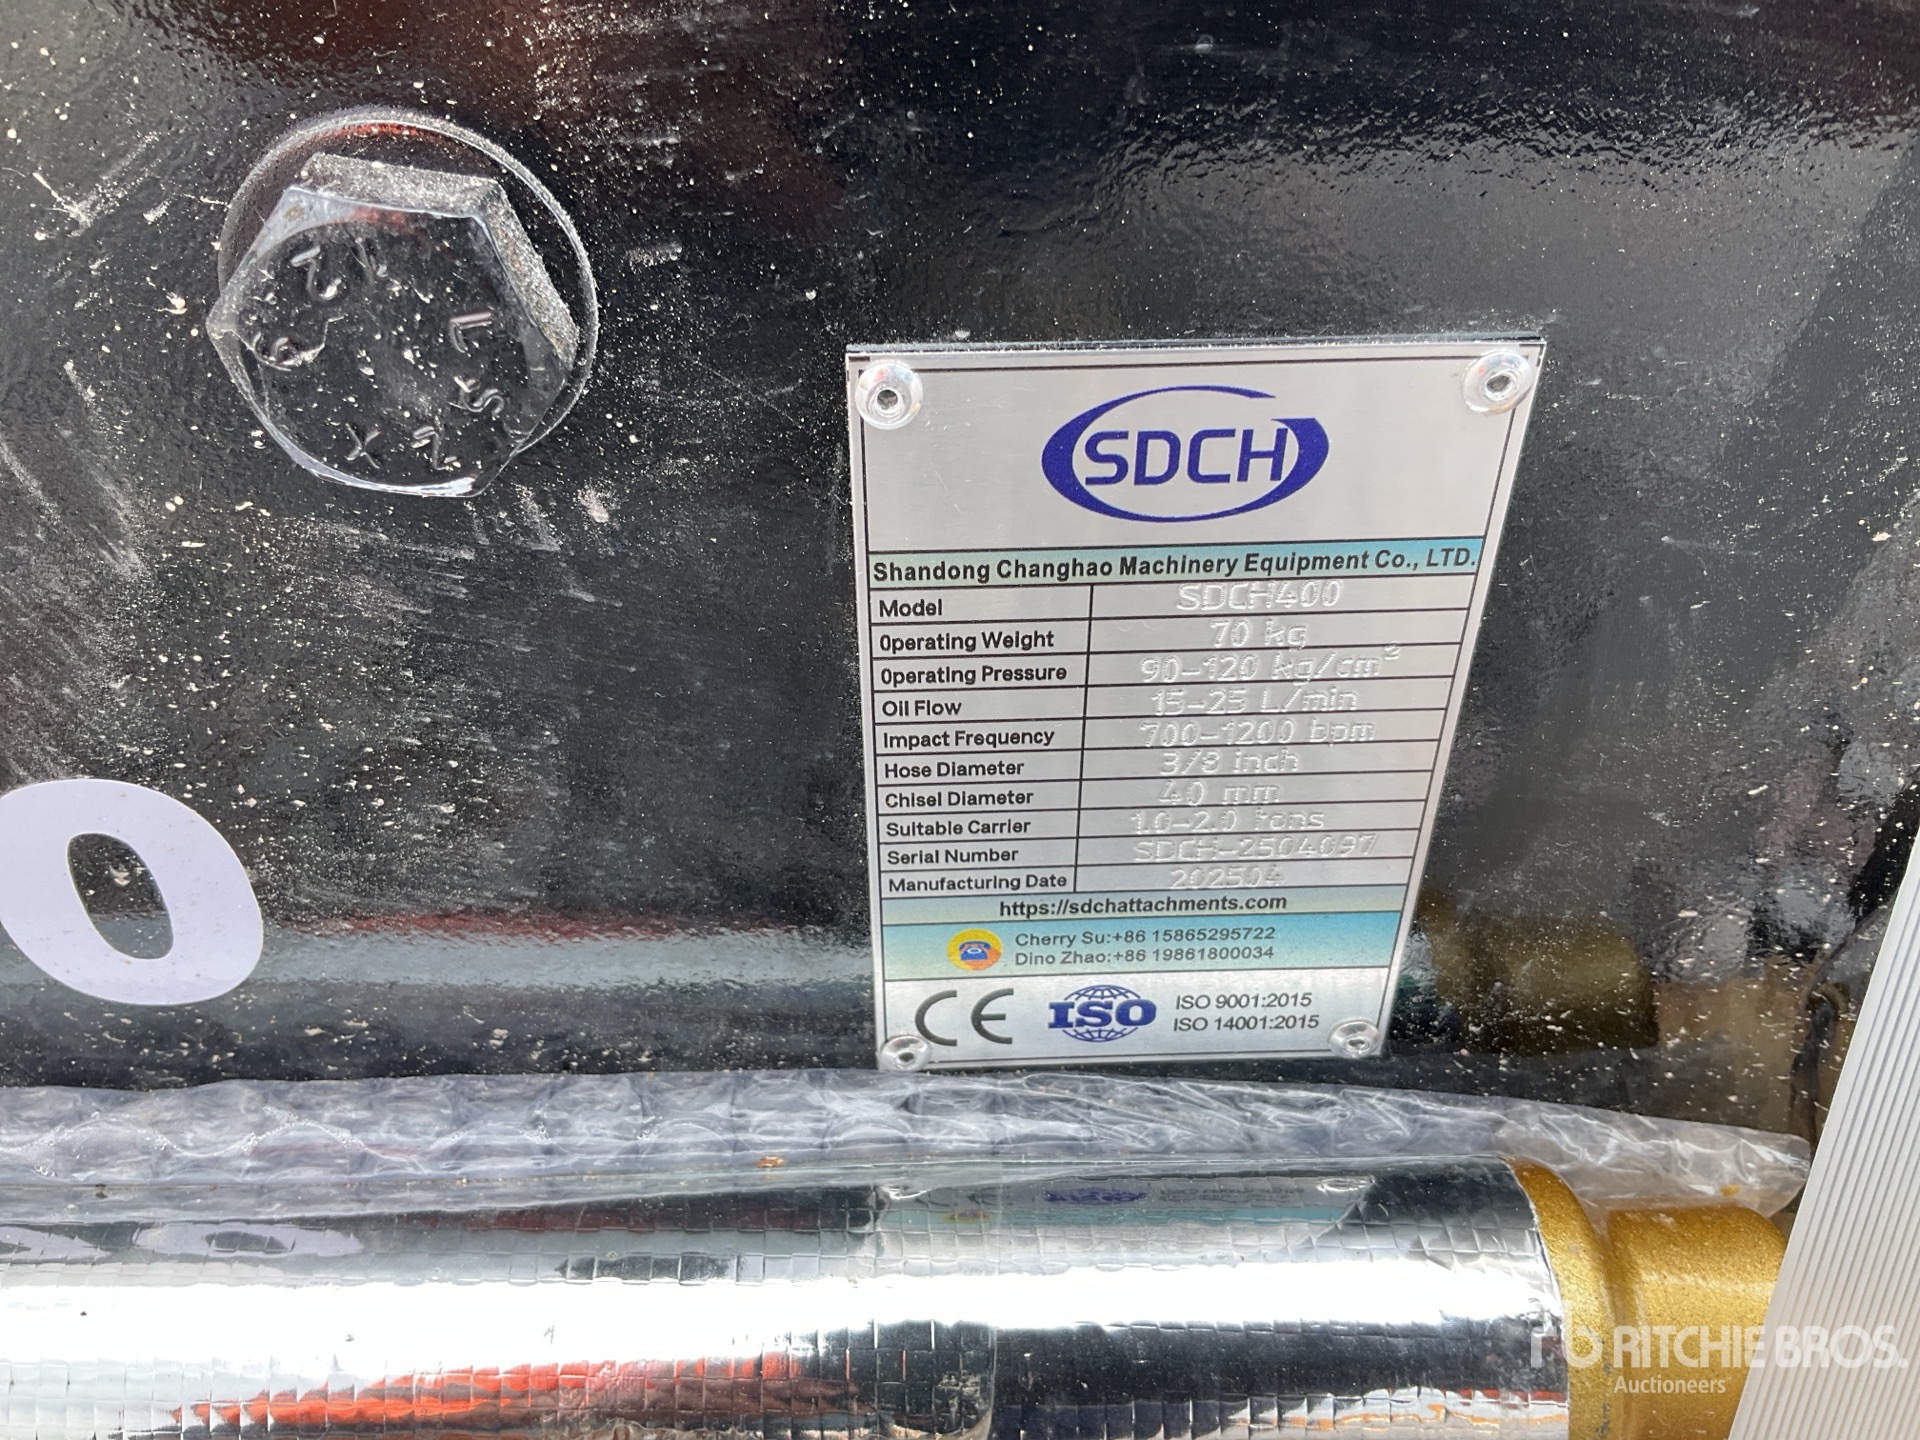 SDCH
Shandong Changhao Machinery Equipment Co., LTD.
Model SDCH400
Operating Weight 70 kg
Operating Pressure 90-120 kg/cm²
Oil Flow 15-25 L/min
Impact Frequency 700-1200 bpm
Hose Diameter 3/8 inch
Chisel Diameter 40 mm
Suitable Carrier 1.0-2.0 tons
Serial Number SDCH-2504097
Manufacturing Date 202504
https://sdchattachments.com
Cherry Su:+86 15865295722
Dino Zhao:+86 19861800034
CE ISO ISO 9001:2015
ISO 14001:2015
0
RITCHIE BROS.
Auctioneers